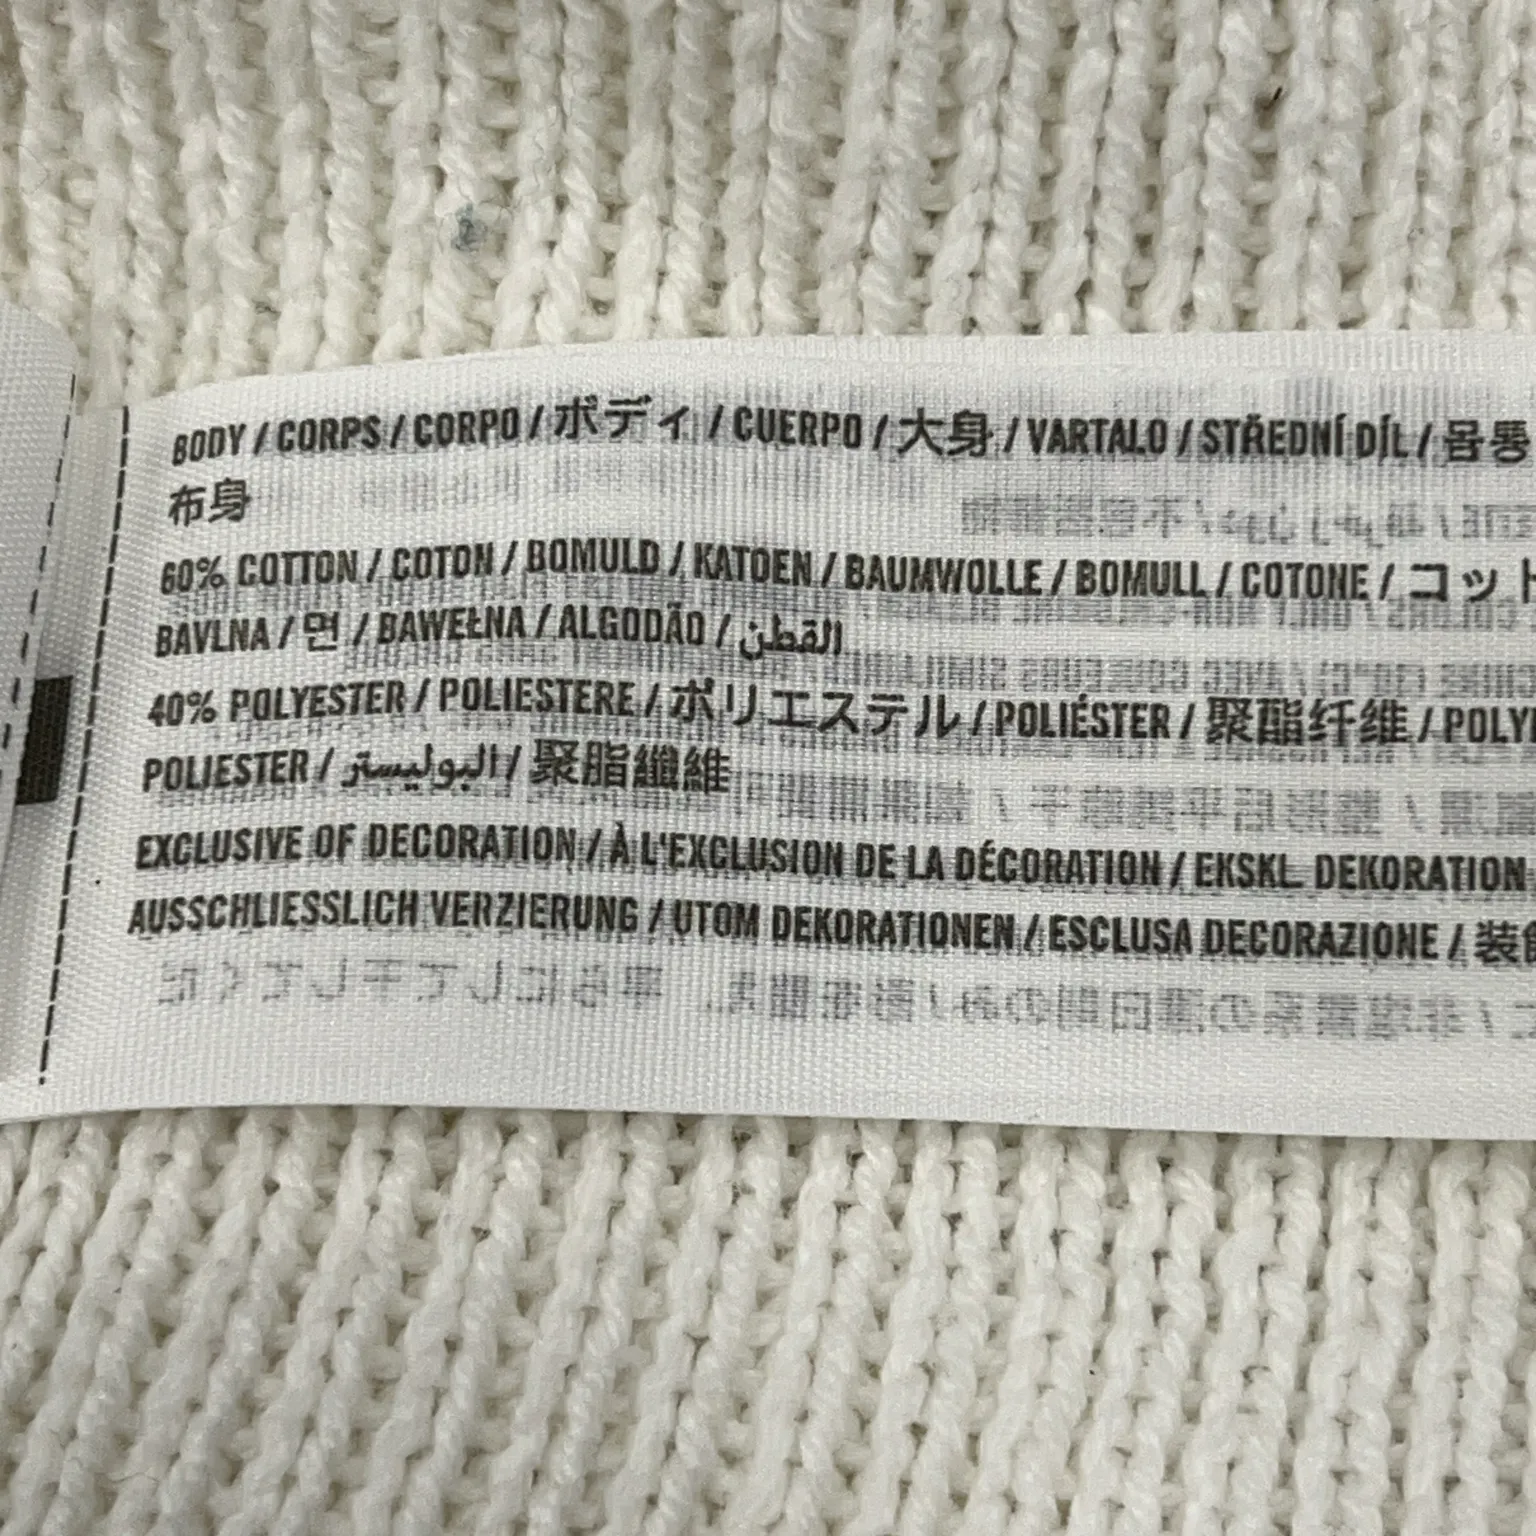 BODY / CORPS / CORPO / ボディ / CUERPO / 大身 / VARTALO / STŘEDNÍ DÍL / 몸통
布身
60% COTTON / COTON / BOMULD / KATOEN / BAUMWOLLE / BOMULL / COTONE / コット
BAVLNA / 면 / BAWEŁNA / ALGODÃO / القطن
40% POLYESTER / POLIESTERE / ポリエステル / POLIÉSTER / 聚酯纤维 / POLY
POLIESTER / البوليستر / 聚脂纖維
EXCLUSIVE OF DECORATION / À L'EXCLUSION DE LA DÉCORATION / EKSKL. DEKORATION
AUSSCHLIESSLICH VERZIERUNG / UTOM DEKORATIONEN / ESCLUSA DECORAZIONE / 装飾